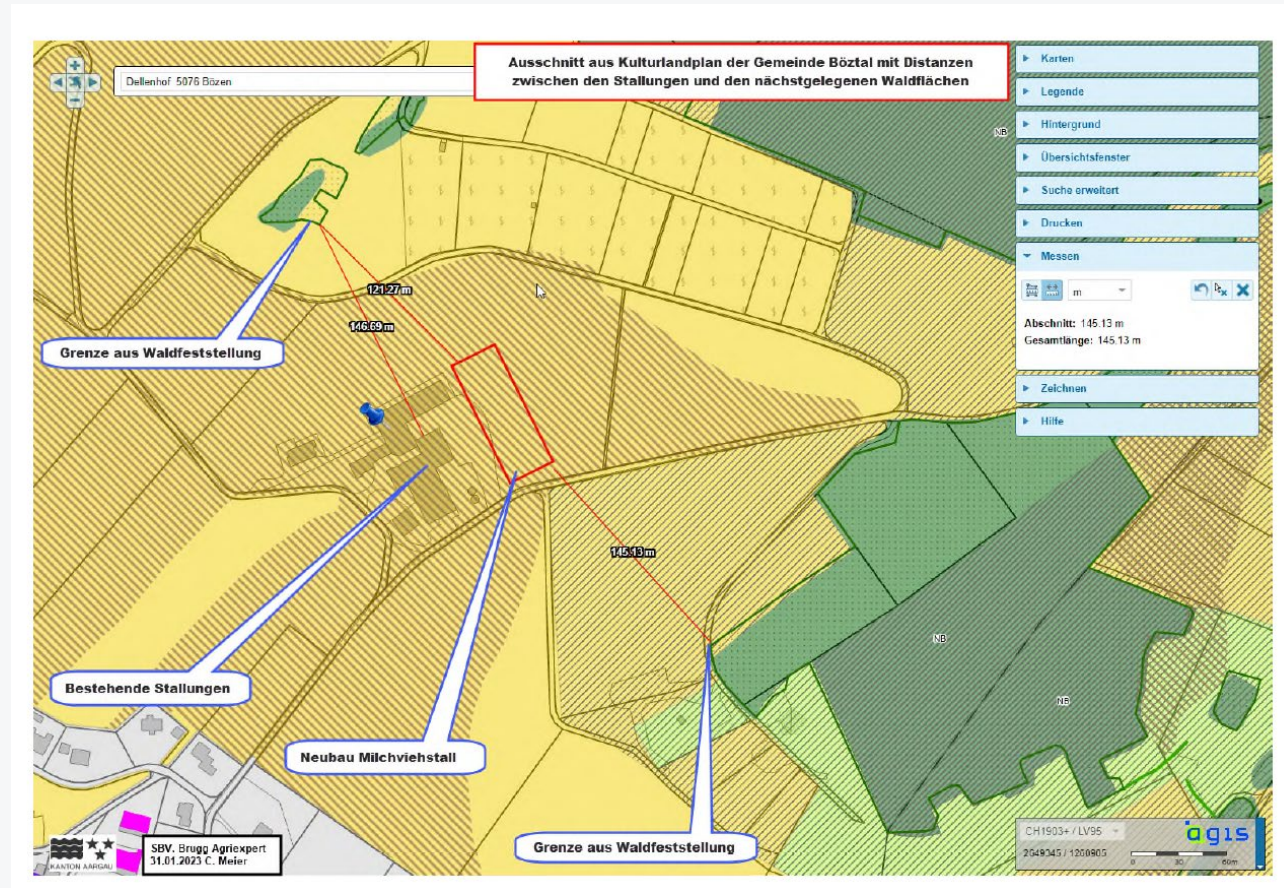 Dellenhof 5076 Bözen
Ausschnitt aus Kulturlandplan der Gemeinde Böztal mit Distanzen
zwischen den Stallungen und den nächstgelegenen Waldflächen
Karten
Legende
Hintergrund
Übersichtsfenster
Suche erweitert
Drucken
Messen
m
Abschnitt: 145.13 m
Gesamtlänge: 145.13 m
Zeichnen
Hilfe
NB
121.27 m
146.69 m
Grenze aus Waldfeststellung
145.13 m
NB
Bestehende Stallungen
NB
Neubau Milchviehstall
Grenze aus Waldfeststellung
KANTON AARGAU
SBV. Brugg Agriexpert
31.01.2023 C. Meier
CH1903+ / LV95
agis
0 30 60m